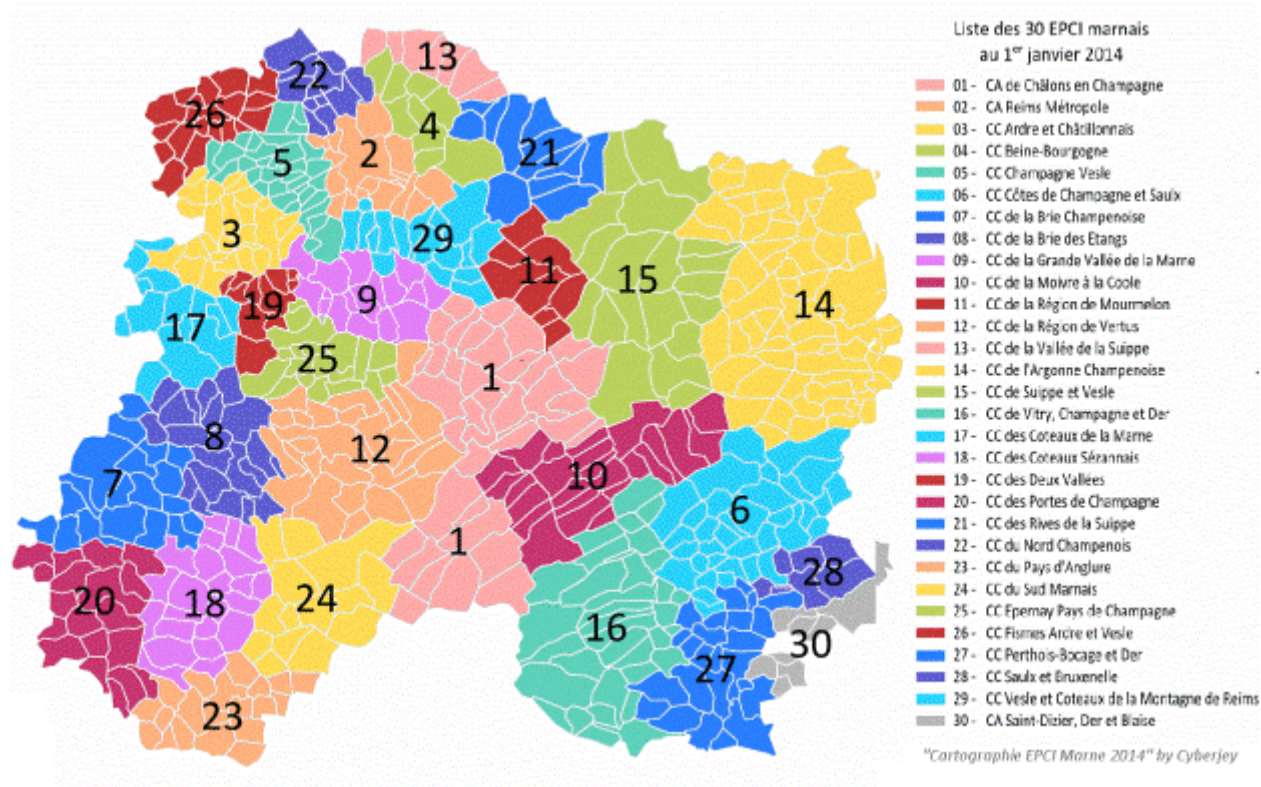 Liste des 30 EPCI marnais
au 1er janvier 2014
01 - CA de Châlons en Champagne
02 - CA Reims Métropole
03 - CC Ardre et Châtillonnais
04 - CC Beine-Bourgogne
05 - CC Champagne Vesle
06 - CC Côtes de Champagne et Saulx
07 - CC de la Brie Champenoise
08 - CC de la Brie des Etangs
09 - CC de la Grande Vallée de la Marne
10 - CC de la Moivre à la Coole
11 - CC de la Région de Mourmelon
12 - CC de la Région de Vertus
13 - CC de la Vallée de la Suippe
14 - CC de l'Argonne Champenoise
15 - CC de Suippe et Vesle
16 - CC de Vitry, Champagne et Der
17 - CC des Coteaux de la Marne
18 - CC des Coteaux Sézannais
19 - CC des Deux Vallées
20 - CC des Portes de Champagne
21 - CC des Rives de la Suippe
22 - CC du Nord Champenois
23 - CC du Pays d'Anglure
24 - CC du Sud Marnais
25 - CC Epernay Pays de Champagne
26 - CC Fismes Ardre et Vesle
27 - CC Perthois-Bocage et Der
28 - CC Saulx et Bruxenelle
29 - CC Vesle et Coteaux de la Montagne de Reims
30 - CA Saint-Dizier, Der et Blaise
"Cartographie EPCI Marne 2014" by Cyberjey
13
22
26
4
2
21
5
3
29
11
15
19
9
14
17
25
1
8
12
10
7
6
1
28
20
18
24
16
30
27
23